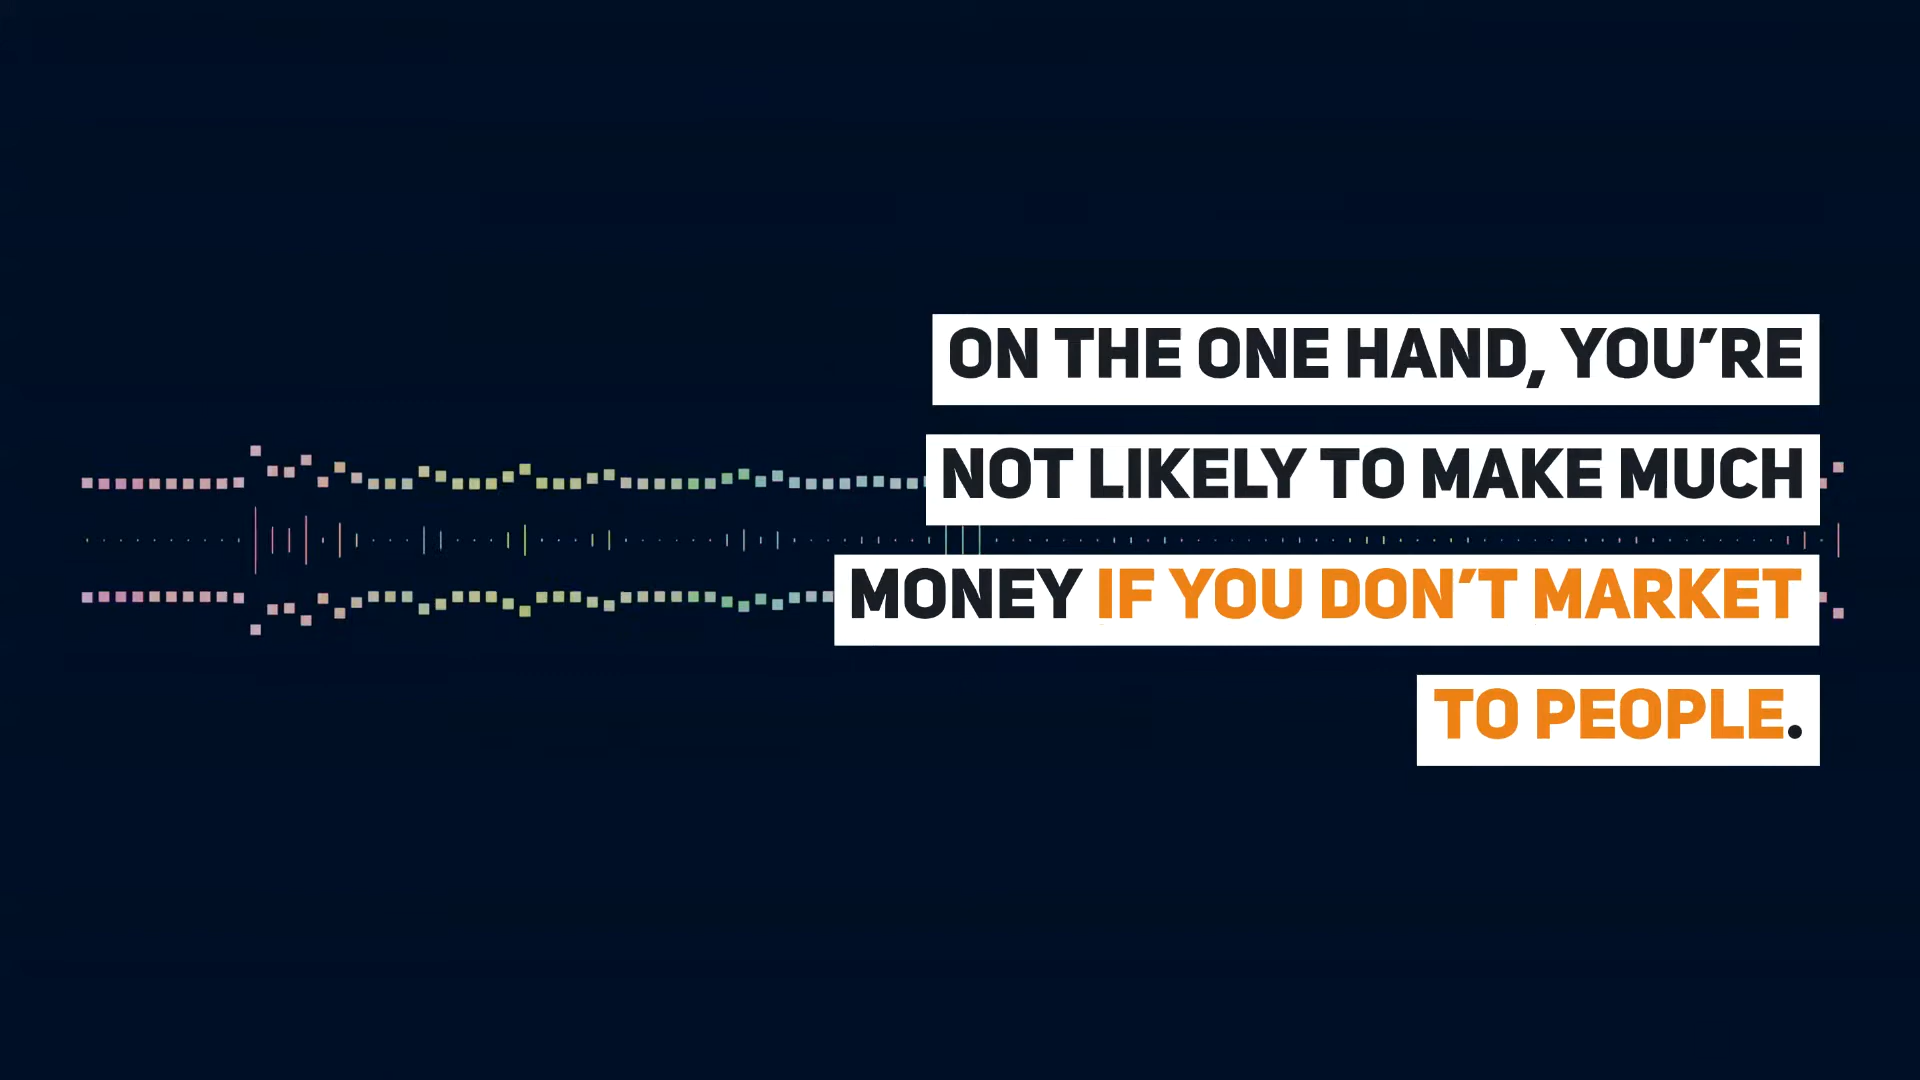 ON THE ONE HAND, YOU’RE
NOT LIKELY TO MAKE MUCH
MONEY IF YOU DON’T MARKET
TO PEOPLE.